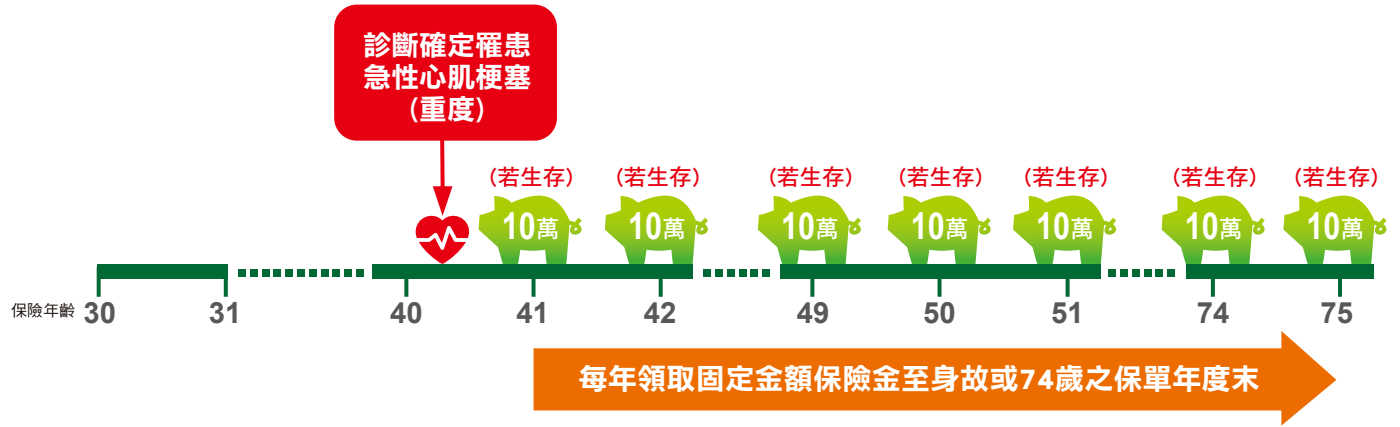 診斷確定罹患
急性心肌梗塞
(重度)
(若生存) (若生存) (若生存) (若生存) (若生存) (若生存) (若生存)
10萬 10萬 10萬 10萬 10萬 10萬 10萬
保險年齡 30 31 40 41 42 49 50 51 74 75
每年領取固定金額保險金至身故或74歲之保單年度末